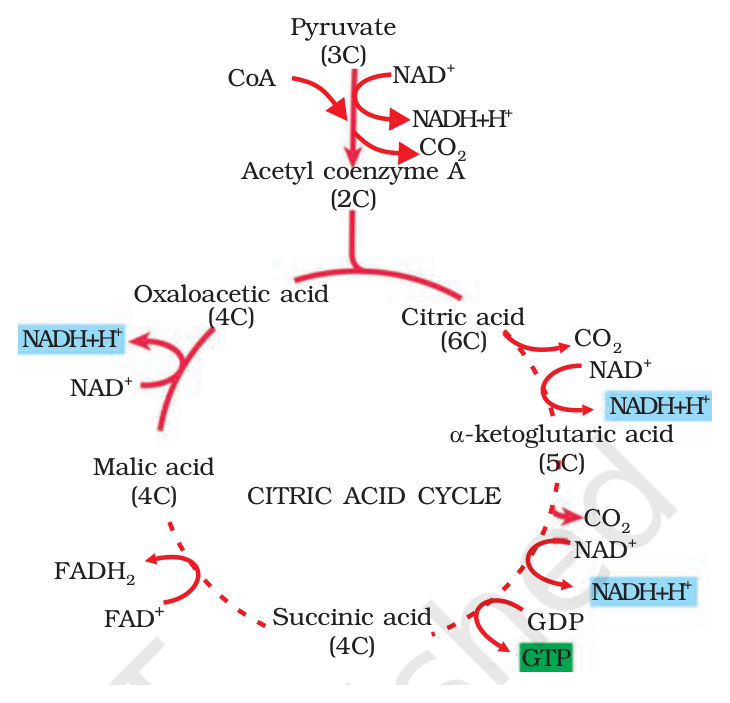 Pyruvate
(3C)
CoA
NAD⁺
NADH+H⁺
CO₂
Acetyl coenzyme A
(2C)
Oxaloacetic acid
(4C)
Citric acid
(6C)
NADH+H⁺
NAD⁺
CO₂
NAD⁺
NADH+H⁺
α-ketoglutaric acid
(5C)
Malic acid
(4C)
CITRIC ACID CYCLE
CO₂
NAD⁺
NADH+H⁺
FADH₂
FAD⁺
Succinic acid
(4C)
GDP
GTP